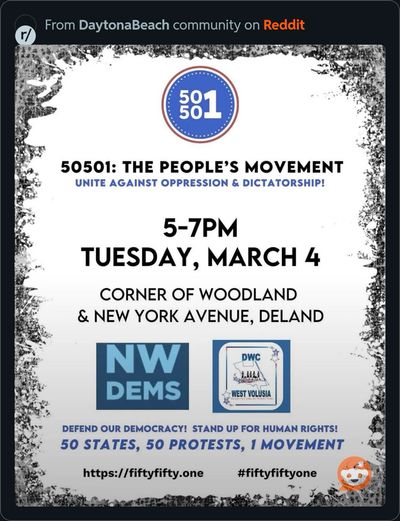 r/ From DaytonaBeach community on Reddit
50
50 1
50501: THE PEOPLE'S MOVEMENT
UNITE AGAINST OPPRESSION & DICTATORSHIP!
5-7PM
TUESDAY, MARCH 4
CORNER OF WOODLAND
& NEW YORK AVENUE, DELAND
NW
DEMS
DWC
WEST VOLUSIA
DEFEND OUR DEMOCRACY! STAND UP FOR HUMAN RIGHTS!
50 STATES, 50 PROTESTS, 1 MOVEMENT
https://fiftyfifty.one #fiftyfiftyone